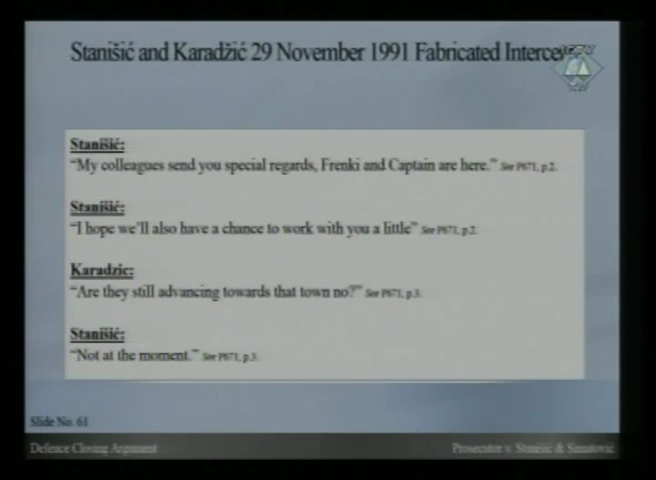 Stanišić and Karadžić 29 November 1991 Fabricated
Stanišić:
“My colleagues send you special regards, Frenki and Captain are here.” See P671, p.2.
Stanišić:
“I hope we’ll also have a chance to work with you a little” See P671, p.2.
Karadzic:
“Are they still advancing towards that town no?” See P671, p.3.
Stanišić:
“Not at the moment.” See P671, p.3.
Slide No. 61
Defence Closing Argument
Prosecutor v. Stanišić & Simatović